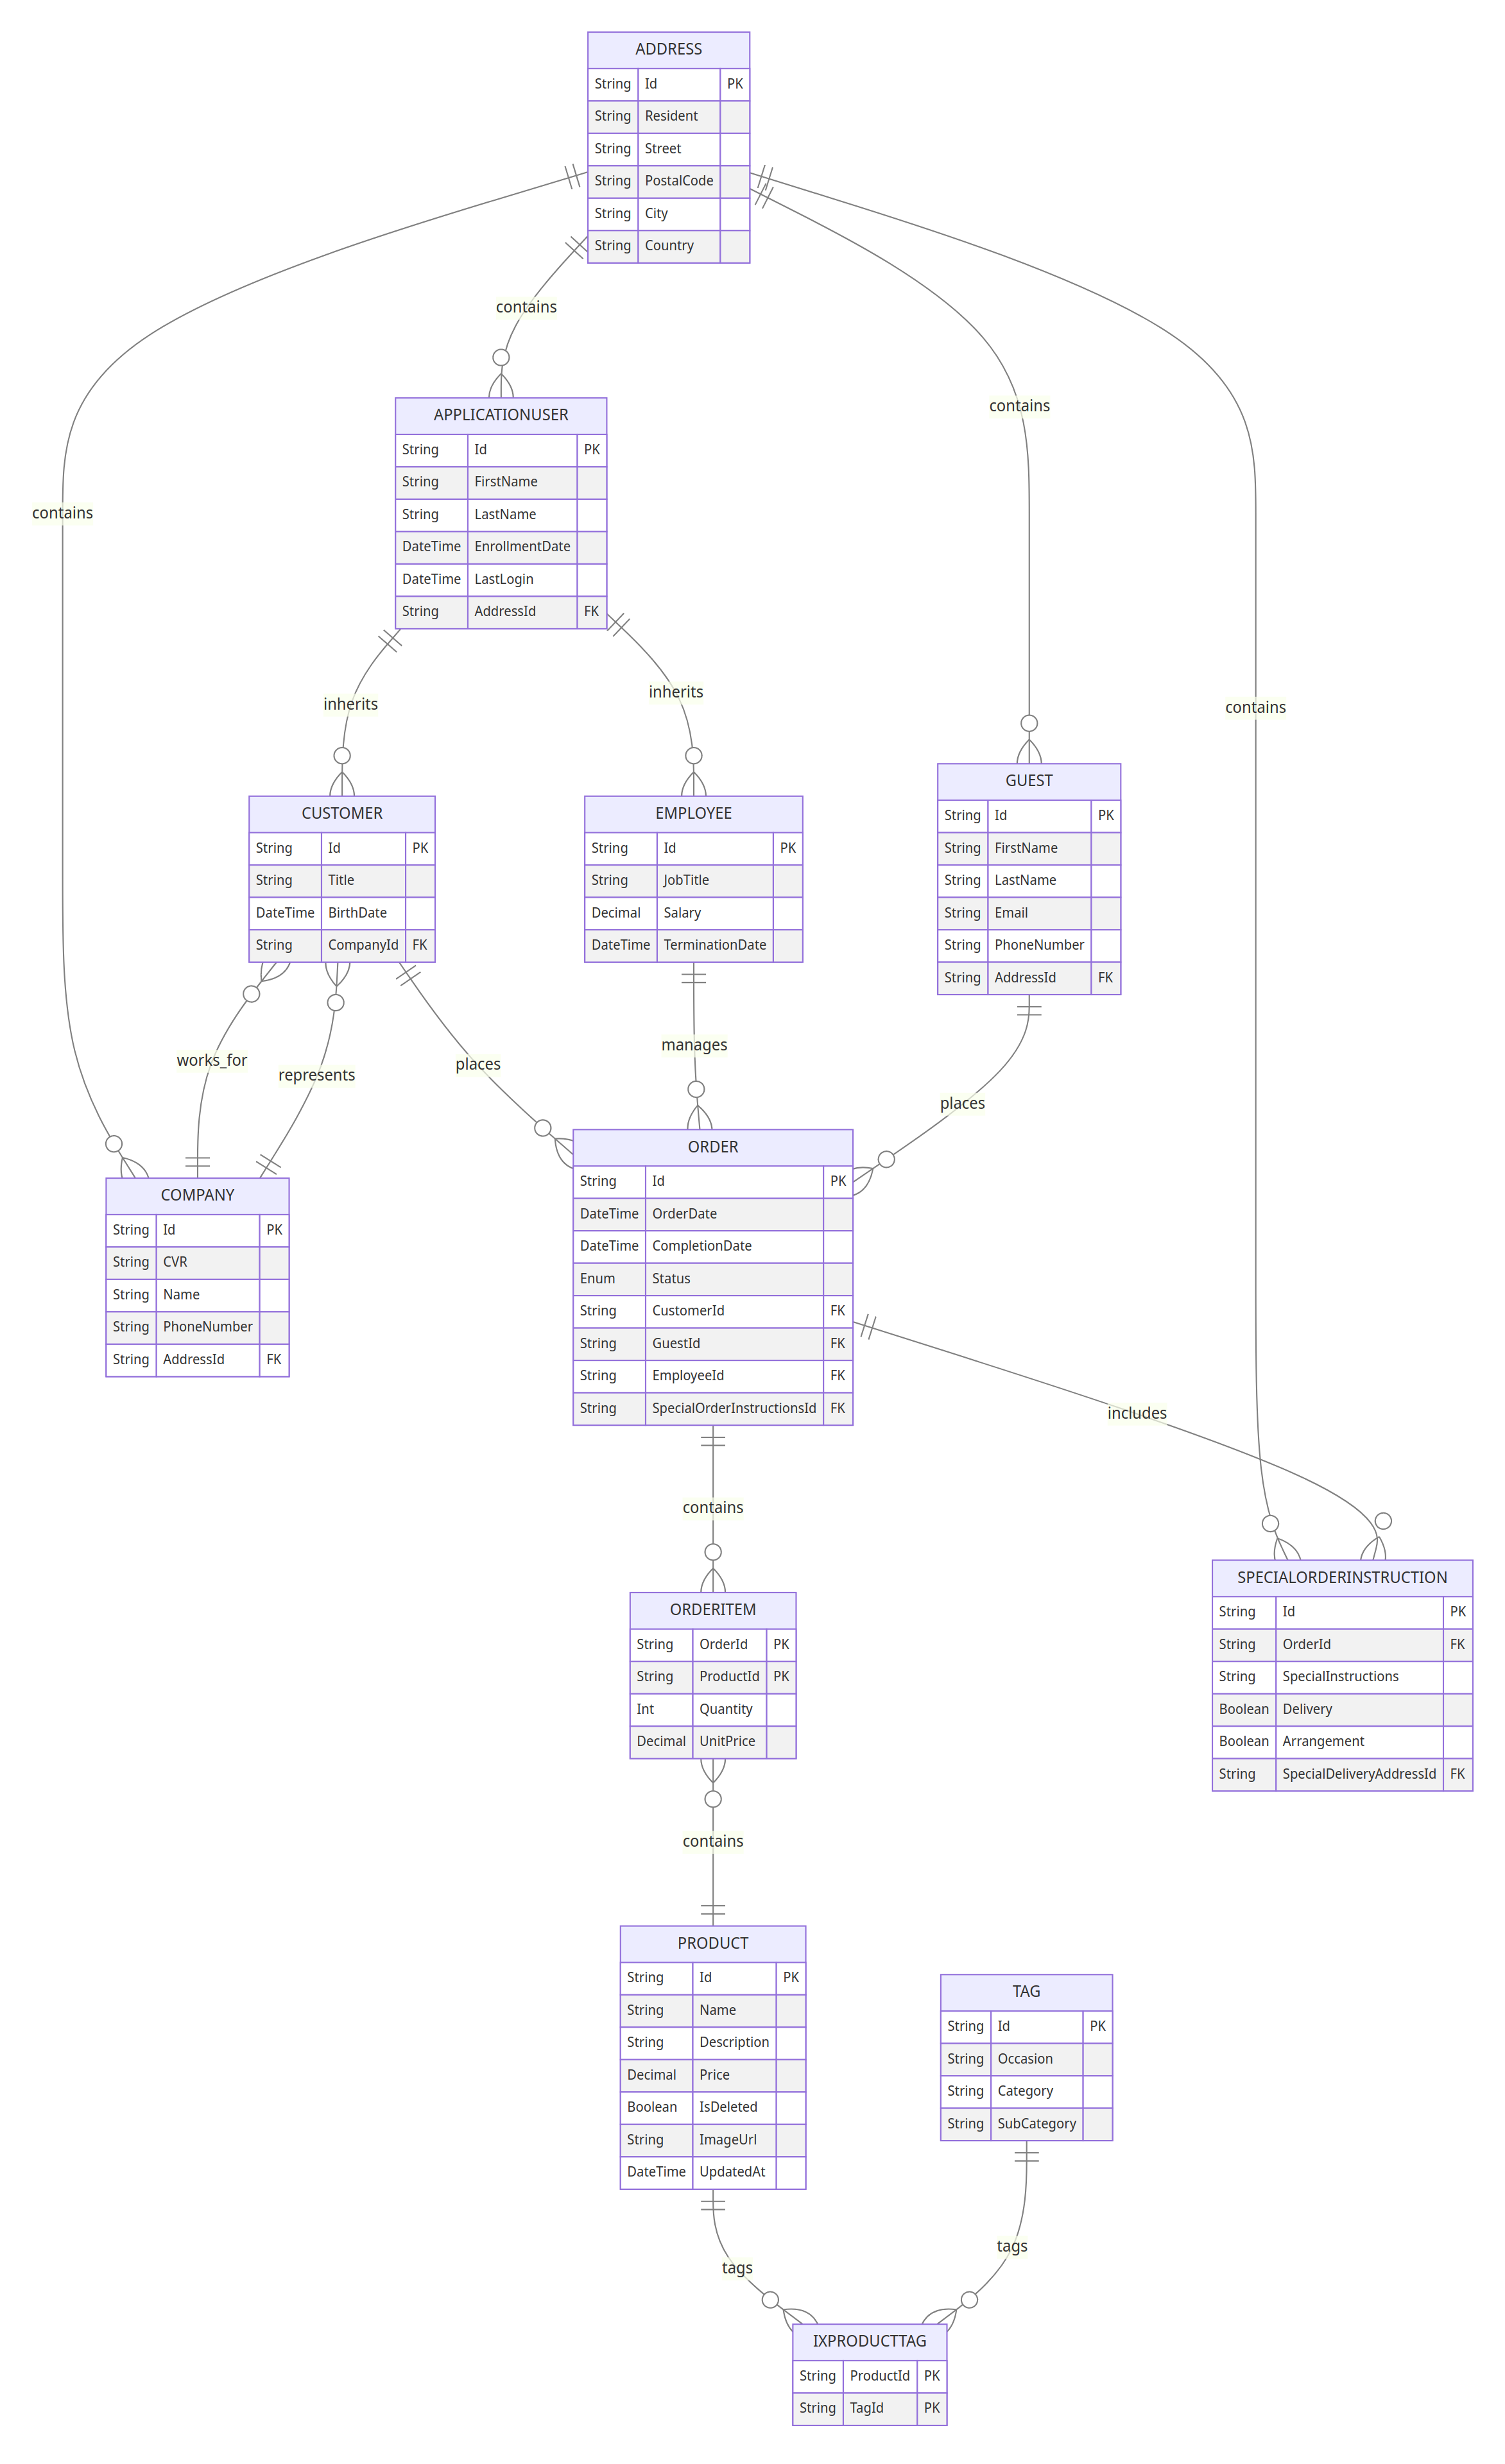 ADDRESS
String Id PK
String Resident
String Street
String PostalCode
String City
String Country
contains
contains
contains
contains
APPLICATIONUSER
String Id PK
String FirstName
String LastName
DateTime EnrollmentDate
DateTime LastLogin
String AddressId FK
inherits
inherits
CUSTOMER
String Id PK
String Title
DateTime BirthDate
String CompanyId FK
EMPLOYEE
String Id PK
String JobTitle
Decimal Salary
DateTime TerminationDate
GUEST
String Id PK
String FirstName
String LastName
String Email
String PhoneNumber
String AddressId FK
works_for
represents
places
manages
places
COMPANY
String Id PK
String CVR
String Name
String PhoneNumber
String AddressId FK
ORDER
String Id PK
DateTime OrderDate
DateTime CompletionDate
Enum Status
String CustomerId FK
String GuestId FK
String EmployeeId FK
String SpecialOrderInstructionsId FK
includes
contains
ORDERITEM
String OrderId PK
String ProductId PK
Int Quantity
Decimal UnitPrice
SPECIALORDERINSTRUCTION
String Id PK
String OrderId FK
String SpecialInstructions
Boolean Delivery
Boolean Arrangement
String SpecialDeliveryAddressId FK
contains
PRODUCT
String Id PK
String Name
String Description
Decimal Price
Boolean IsDeleted
String ImageUrl
DateTime UpdatedAt
TAG
String Id PK
String Occasion
String Category
String SubCategory
tags
tags
IXPRODUCTTAG
String ProductId PK
String TagId PK